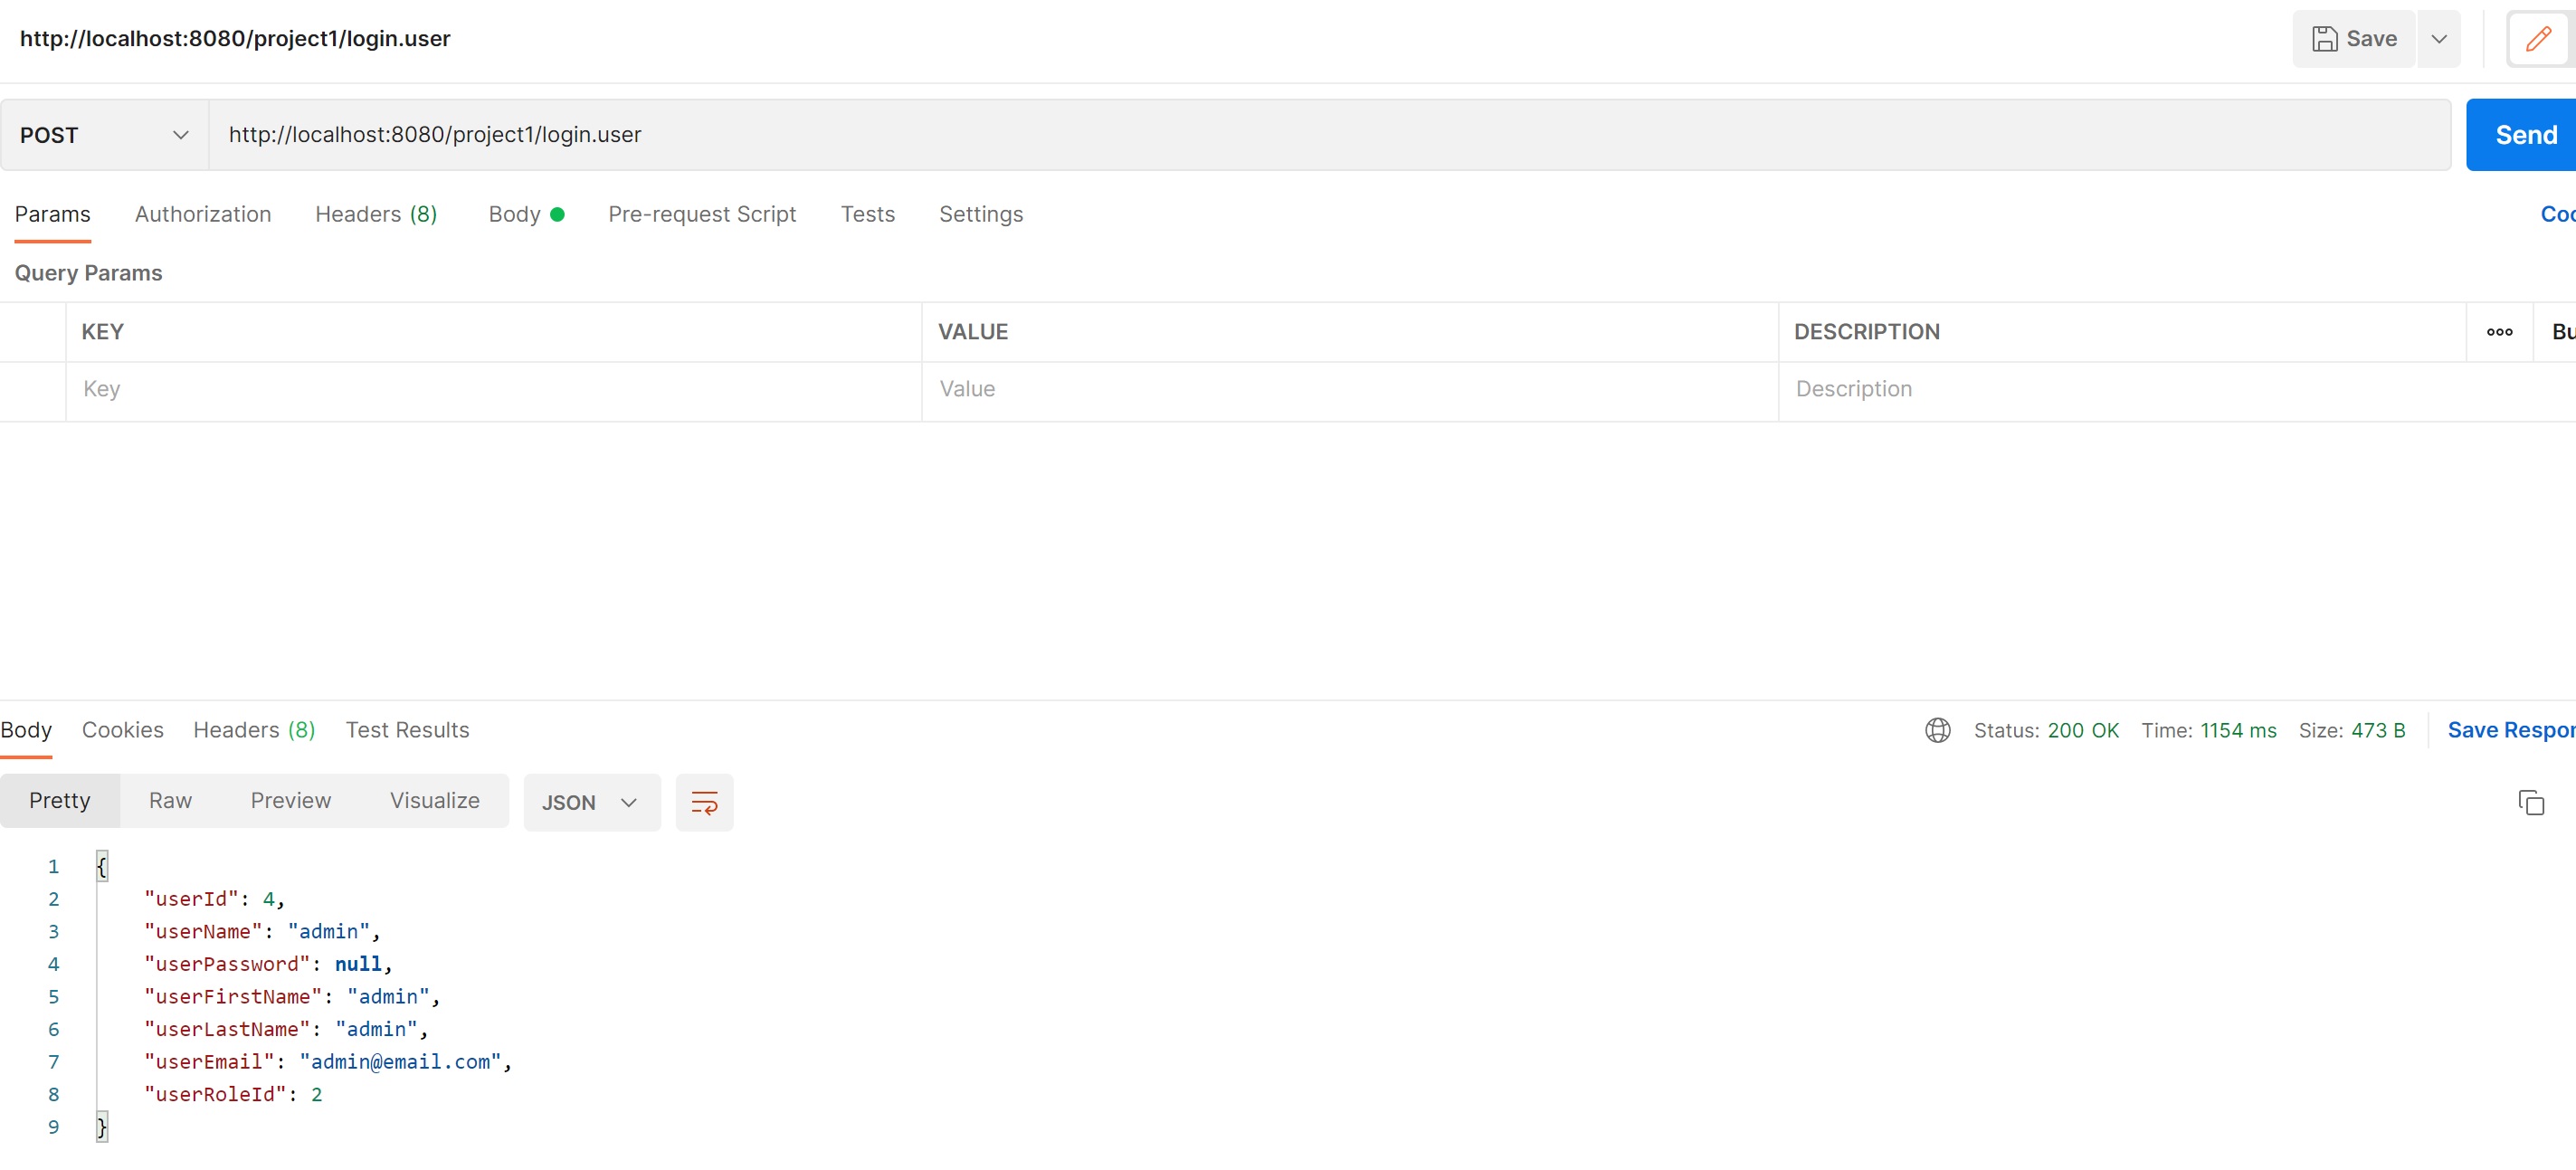 http://localhost:8080/project1/login.user
Save
POST
http://localhost:8080/project1/login.user
Send
Params Authorization Headers (8) Body Pre-request Script Tests Settings Coo
Query Params
KEY VALUE DESCRIPTION ooo Bu
Key Value Description
Body Cookies Headers (8) Test Results Status: 200 OK Time: 1154 ms Size: 473 B Save Respon
Pretty Raw Preview Visualize JSON
1 {
2 "userId": 4,
3 "userName": "admin",
4 "userPassword": null,
5 "userFirstName": "admin",
6 "userLastName": "admin",
7 "userEmail": "admin@email.com",
8 "userRoleId": 2
9 }